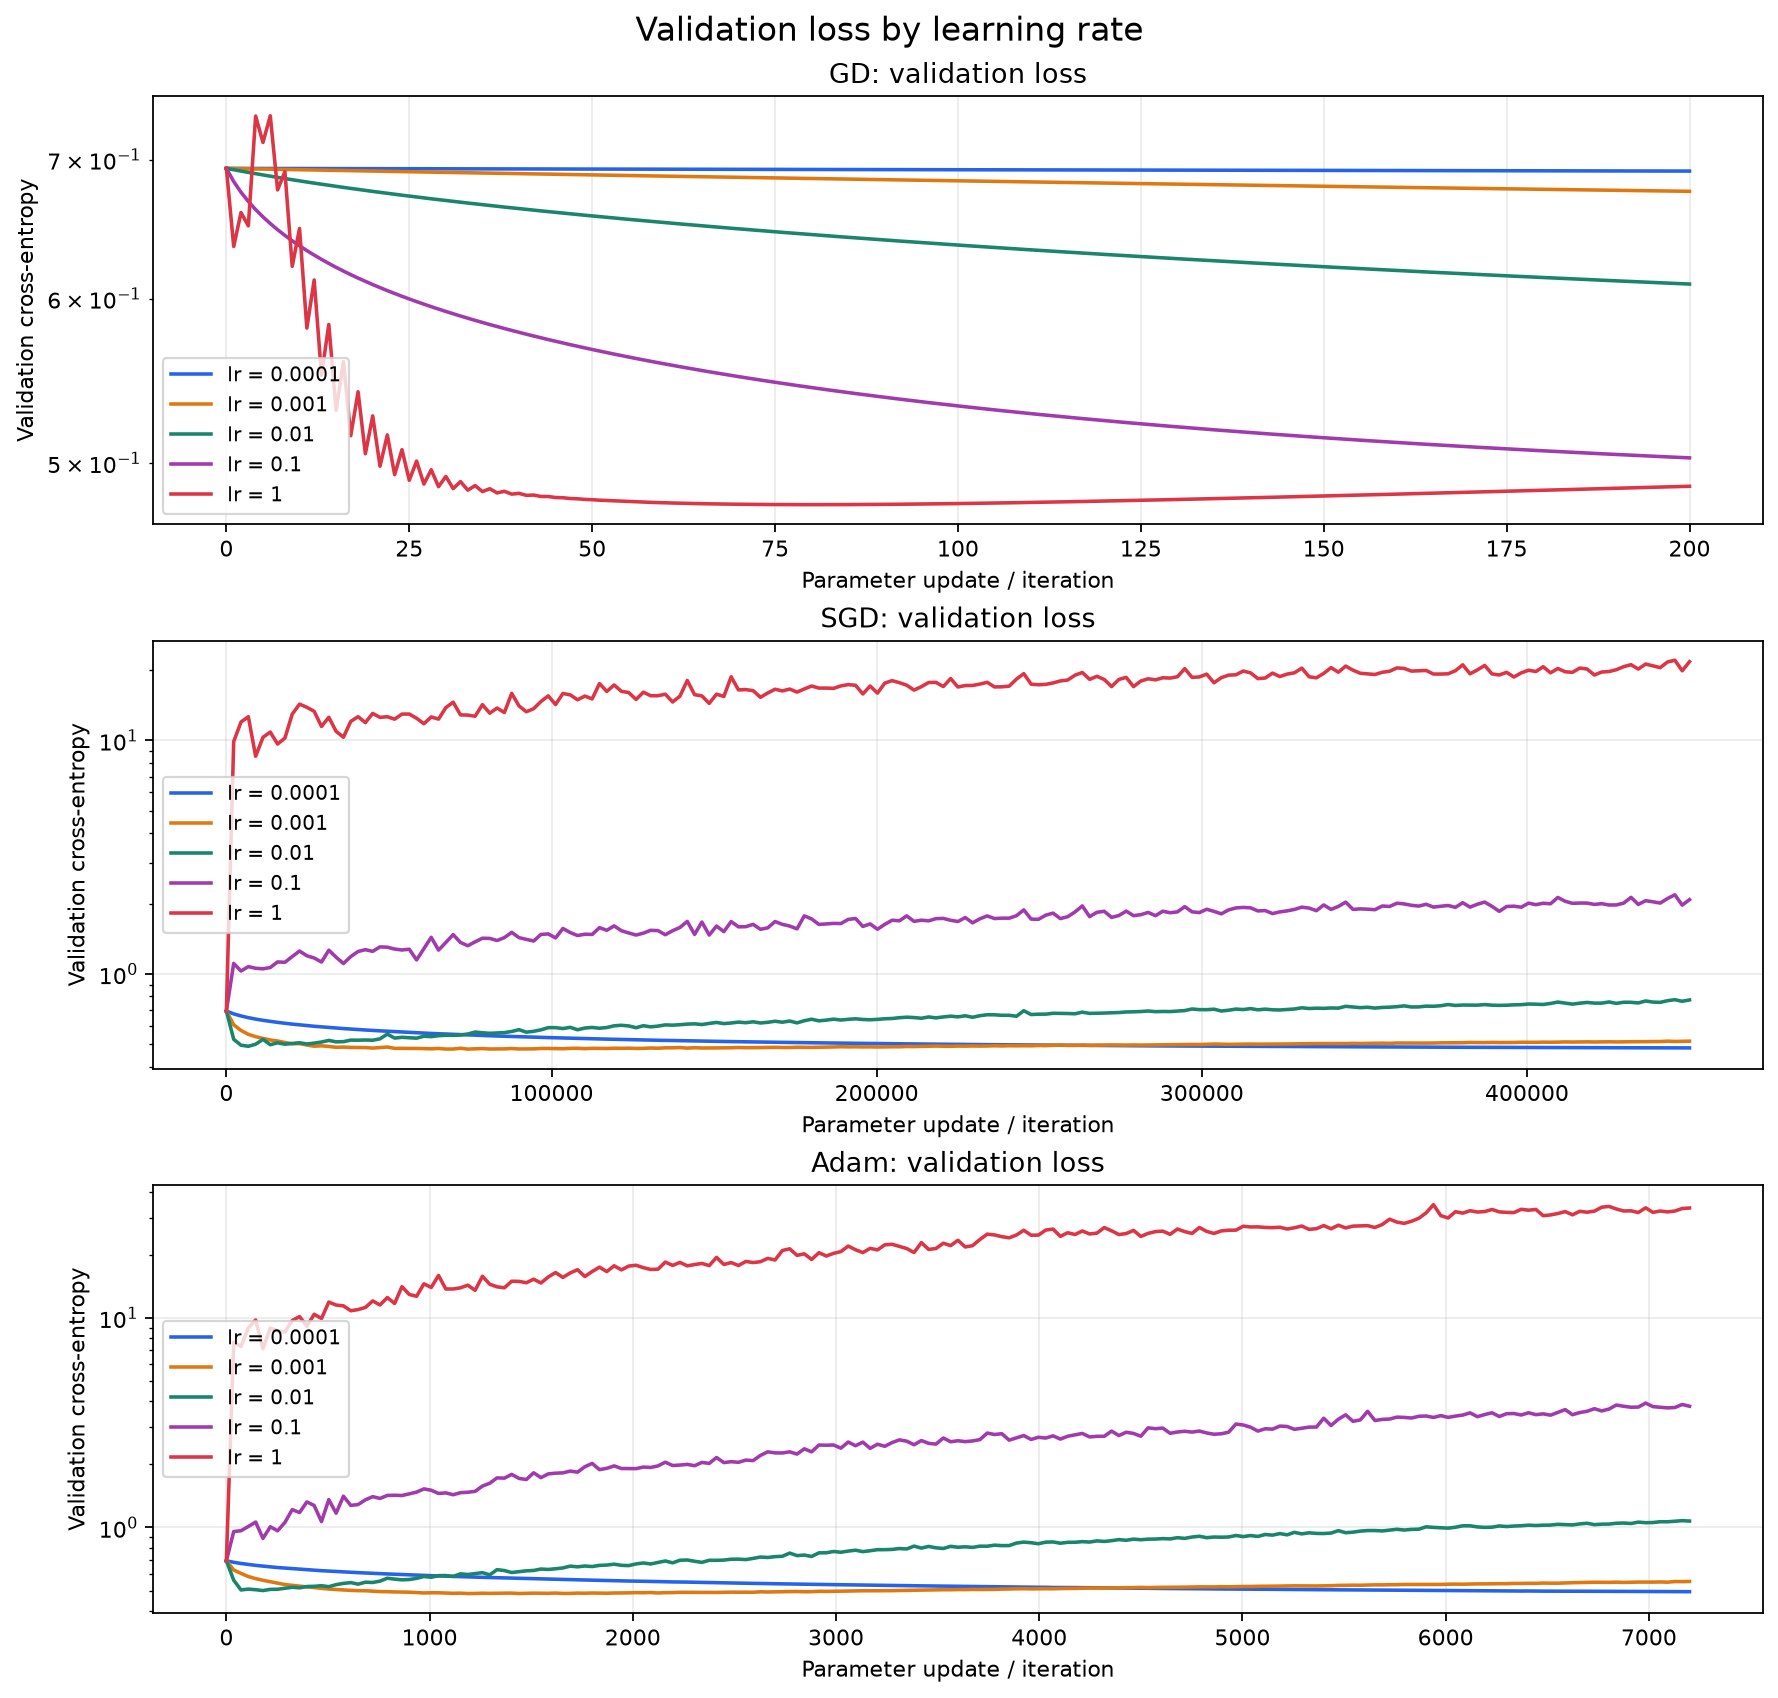 Validation loss by learning rate
GD: validation loss
Validation cross-entropy
7 × 10⁻¹
6 × 10⁻¹
5 × 10⁻¹
lr = 0.0001
lr = 0.001
lr = 0.01
lr = 0.1
lr = 1
0 25 50 75 100 125 150 175 200
Parameter update / iteration
SGD: validation loss
Validation cross-entropy
10¹
10⁰
lr = 0.0001
lr = 0.001
lr = 0.01
lr = 0.1
lr = 1
0 100000 200000 300000 400000
Parameter update / iteration
Adam: validation loss
Validation cross-entropy
10¹
10⁰
lr = 0.0001
lr = 0.001
lr = 0.01
lr = 0.1
lr = 1
0 1000 2000 3000 4000 5000 6000 7000
Parameter update / iteration